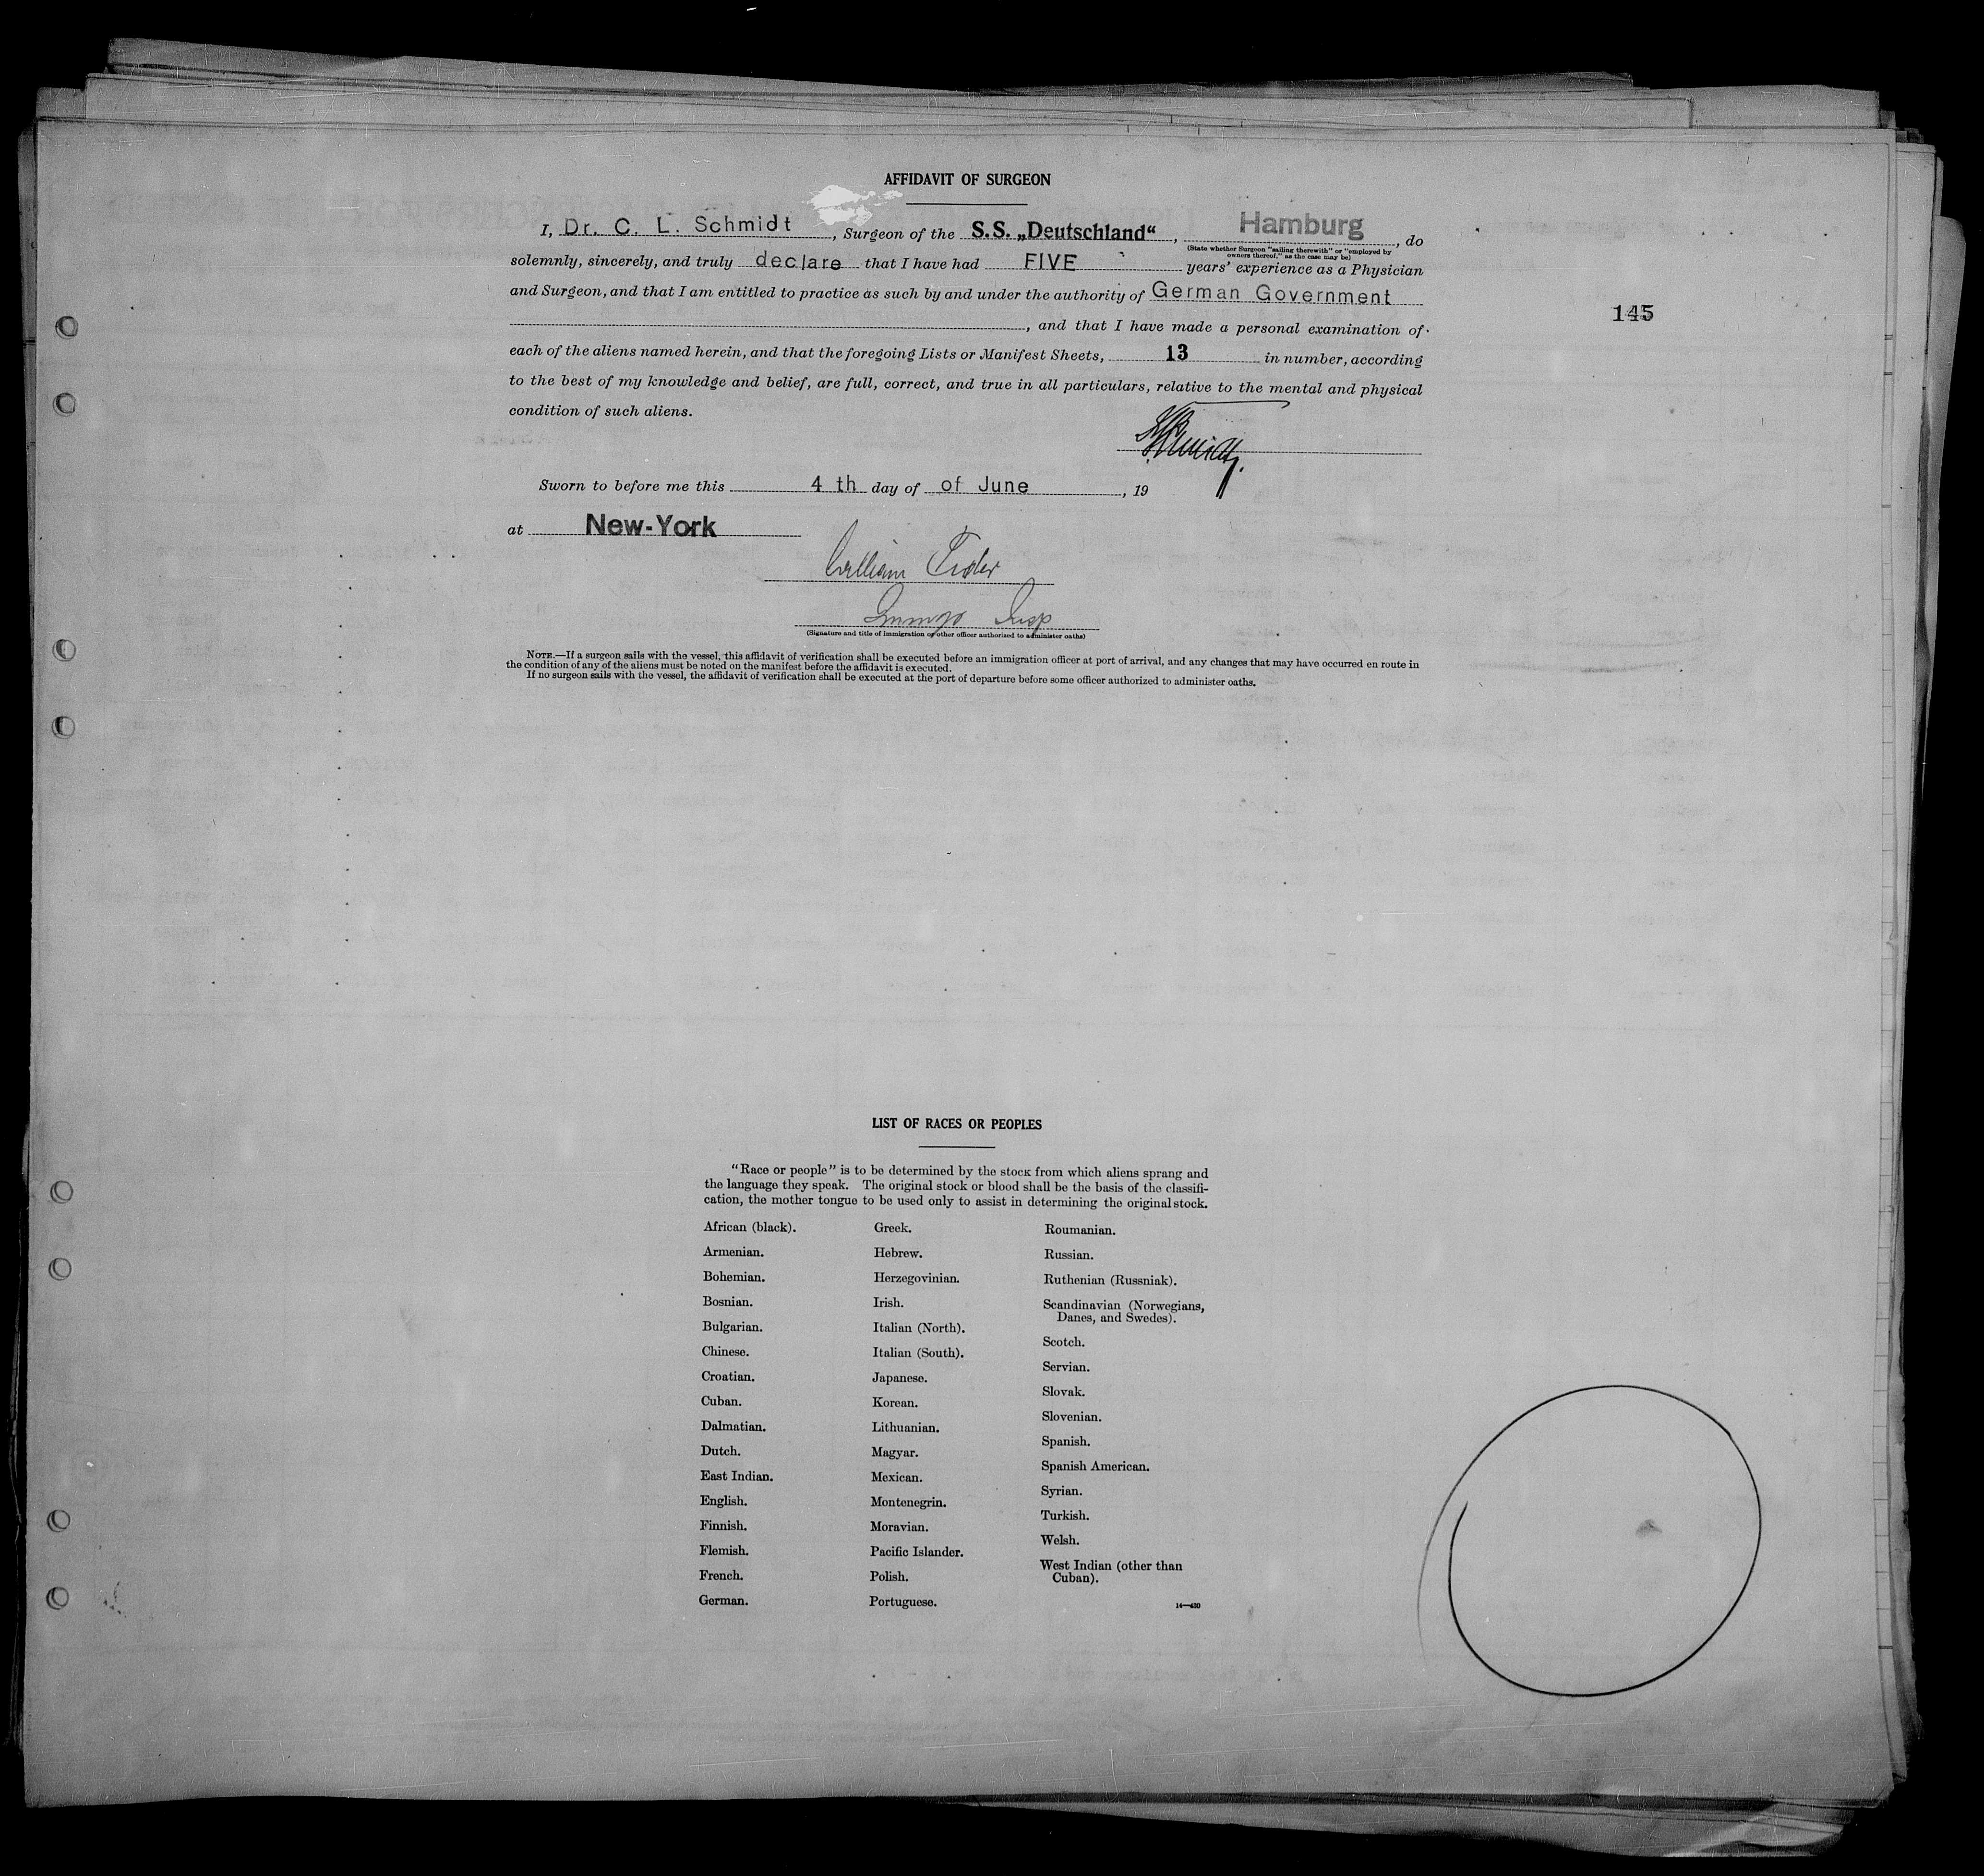 AFFIDAVIT OF SURGEON
I, Dr. C. L. Schmidt, Surgeon of the S.S. „Deutschland“, Hamburg, do
(State whether Surgeon "sailing therewith" or "employed by
owners thereof," as the case may be)
solemnly, sincerely, and truly declare that I have had FIVE years' experience as a Physician
and Surgeon, and that I am entitled to practice as such by and under the authority of German Government
, and that I have made a personal examination of
each of the aliens named herein, and that the foregoing Lists or Manifest Sheets, 13 in number, according
to the best of my knowledge and belief, are full, correct, and true in all particulars, relative to the mental and physical
condition of such aliens.
145
Sworn to before me this 4 th day of of June, 19
at New-York
William
Insp
(Signature and title of immigration or other officer authorized to administer oaths)
NOTE.—If a surgeon sails with the vessel, this affidavit of verification shall be executed before an immigration officer at port of arrival, and any changes that may have occurred en route in
the condition of any of the aliens must be noted on the manifest before the affidavit is executed.
If no surgeon sails with the vessel, the affidavit of verification shall be executed at the port of departure before some officer authorized to administer oaths.
LIST OF RACES OR PEOPLES
"Race or people" is to be determined by the stock from which aliens sprang and
the language they speak. The original stock or blood shall be the basis of the classifi-
cation, the mother tongue to be used only to assist in determining the original stock.
African (black).
Armenian.
Bohemian.
Bosnian.
Bulgarian.
Chinese.
Croatian.
Cuban.
Dalmatian.
Dutch.
East Indian.
English.
Finnish.
Flemish.
French.
German.
Greek.
Hebrew.
Herzegovinian.
Irish.
Italian (North).
Italian (South).
Japanese.
Korean.
Lithuanian.
Magyar.
Mexican.
Montenegrin.
Moravian.
Pacific Islander.
Polish.
Portuguese.
Roumanian.
Russian.
Ruthenian (Russniak).
Scandinavian (Norwegians,
Danes, and Swedes).
Scotch.
Servian.
Slovak.
Slovenian.
Spanish.
Spanish American.
Syrian.
Turkish.
Welsh.
West Indian (other than
Cuban).
14—430